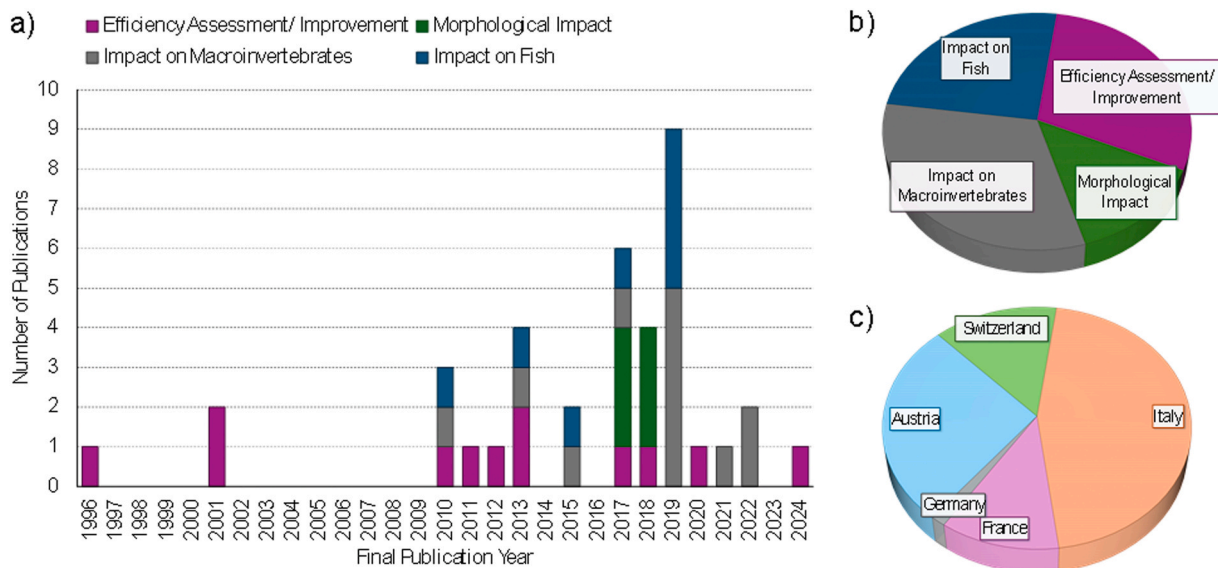 a)
Efficiency Assessment/ Improvement
Morphological Impact
Impact on Macroinvertebrates
Impact on Fish
Number of Publications
10
9
8
7
6
5
4
3
2
1
0
1996
1997
1998
1999
2000
2001
2002
2003
2004
2005
2006
2007
2008
2009
2010
2011
2012
2013
2014
2015
2016
2017
2018
2019
2020
2021
2022
2023
2024
Final Publication Year
b)
Impact on
Fish
Efficiency Assessment/
Improvement
Impact on
Macroinvertebrates
Morphological
Impact
c)
Switzerland
Austria
Italy
Germany
France